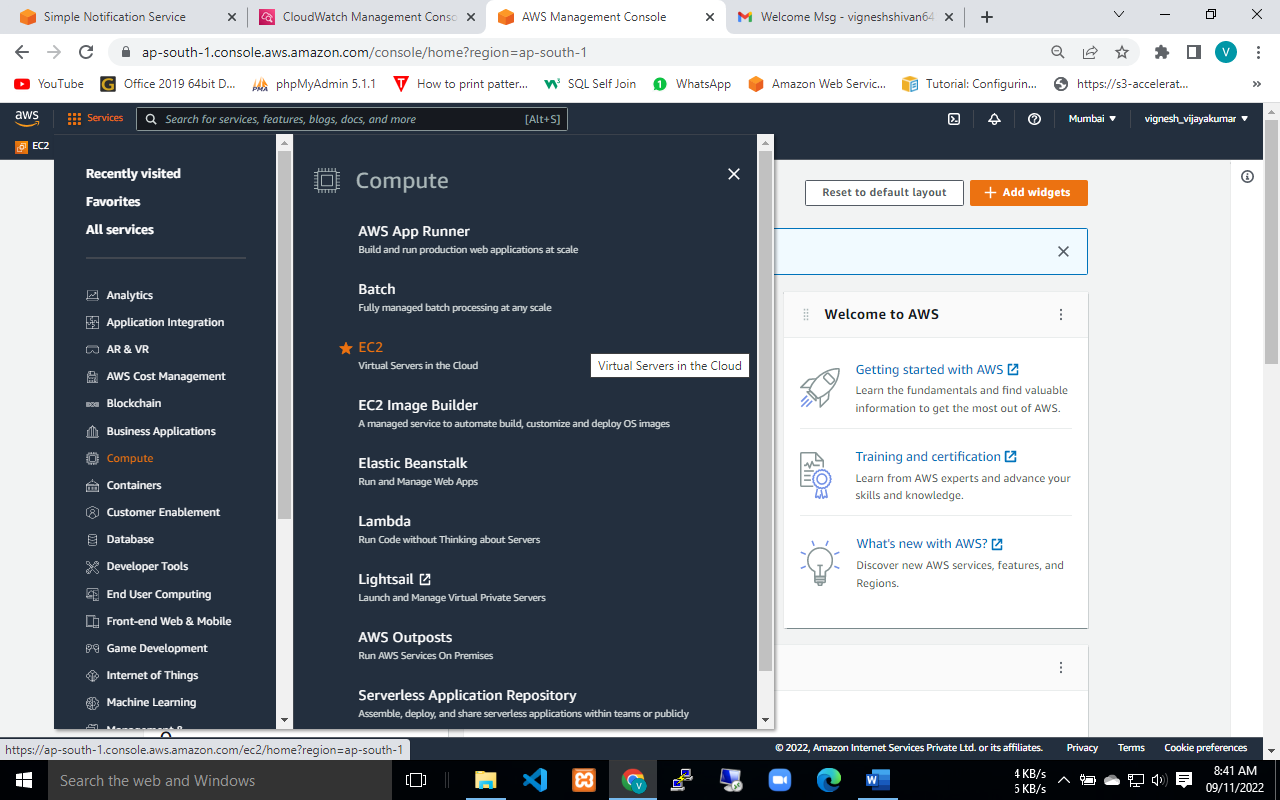 Simple Notification Service
CloudWatch Management Conso
AWS Management Console
Welcome Msg - vigneshshivan64
ap-south-1.console.aws.amazon.com/console/home?region=ap-south-1
V
YouTube
Office 2019 64bit D...
phpMyAdmin 5.1.1
How to print patter...
SQL Self Join
WhatsApp
Amazon Web Servic...
Tutorial: Configurin...
https://s3-accelerat...
aws
Services
Search for services, features, blogs, docs, and more
[Alt+S]
Mumbai
vignesh_vijayakumar
EC2
Recently visited
Favorites
All services
Analytics
Application Integration
AR & VR
AWS Cost Management
Blockchain
Business Applications
Compute
Containers
Customer Enablement
Database
Developer Tools
End User Computing
Front-end Web & Mobile
Game Development
Internet of Things
Machine Learning
Management &
Compute
AWS App Runner
Build and run production web applications at scale
Batch
Fully managed batch processing at any scale
EC2
Virtual Servers in the Cloud
Virtual Servers in the Cloud
EC2 Image Builder
A managed service to automate build, customize and deploy OS images
Elastic Beanstalk
Run and Manage Web Apps
Lambda
Run Code without Thinking about Servers
Lightsail
Launch and Manage Virtual Private Servers
AWS Outposts
Run AWS Services On Premises
Serverless Application Repository
Assemble, deploy, and share serverless applications within teams or publicly
Reset to default layout
Add widgets
Welcome to AWS
Getting started with AWS
Learn the fundamentals and find valuable
information to get the most out of AWS.
Training and certification
Learn from AWS experts and advance your
skills and knowledge.
What's new with AWS?
Discover new AWS services, features, and
Regions.
https://ap-south-1.console.aws.amazon.com/ec2/home?region=ap-south-1
© 2022, Amazon Internet Services Private Ltd. or its affiliates.
Privacy
Terms
Cookie preferences
Search the web and Windows
4 KB/s
5 KB/s
8:41 AM
09/11/2022